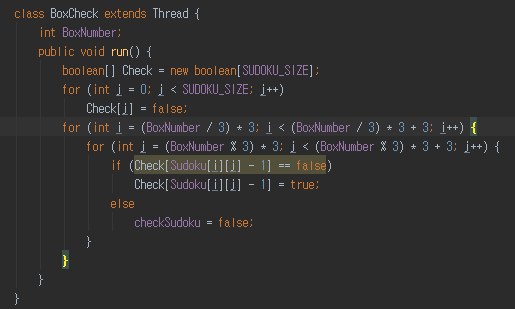 class BoxCheck extends Thread {
    int BoxNumber;
    public void run() {
        boolean[] Check = new boolean[SUDOKU_SIZE];
        for (int j = 0; j < SUDOKU_SIZE; j++)
            Check[j] = false;
        for (int i = (BoxNumber / 3) * 3; i < (BoxNumber / 3) * 3 + 3; i++) {
            for (int j = (BoxNumber % 3) * 3; j < (BoxNumber % 3) * 3 + 3; j++) {
                if (Check[Sudoku[i][j] - 1] == false)
                    Check[Sudoku[i][j] - 1] = true;
                else
                    checkSudoku = false;
            }
        }
    }
}